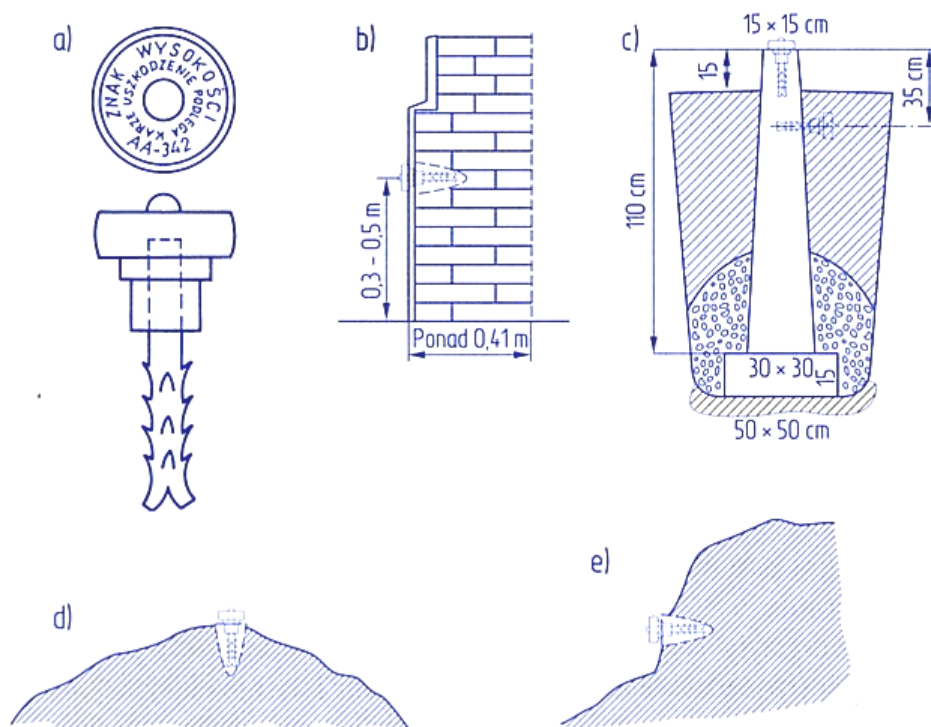 a)
ZNAK WYSOKOŚCI
USZKODZENIE PODLEGA KARZE
AA-342
b)
0,3 – 0,5 m
Ponad 0,41 m
c)
15 × 15 cm
15
35 cm
110 cm
30 × 30
15
50 × 50 cm
d)
e)